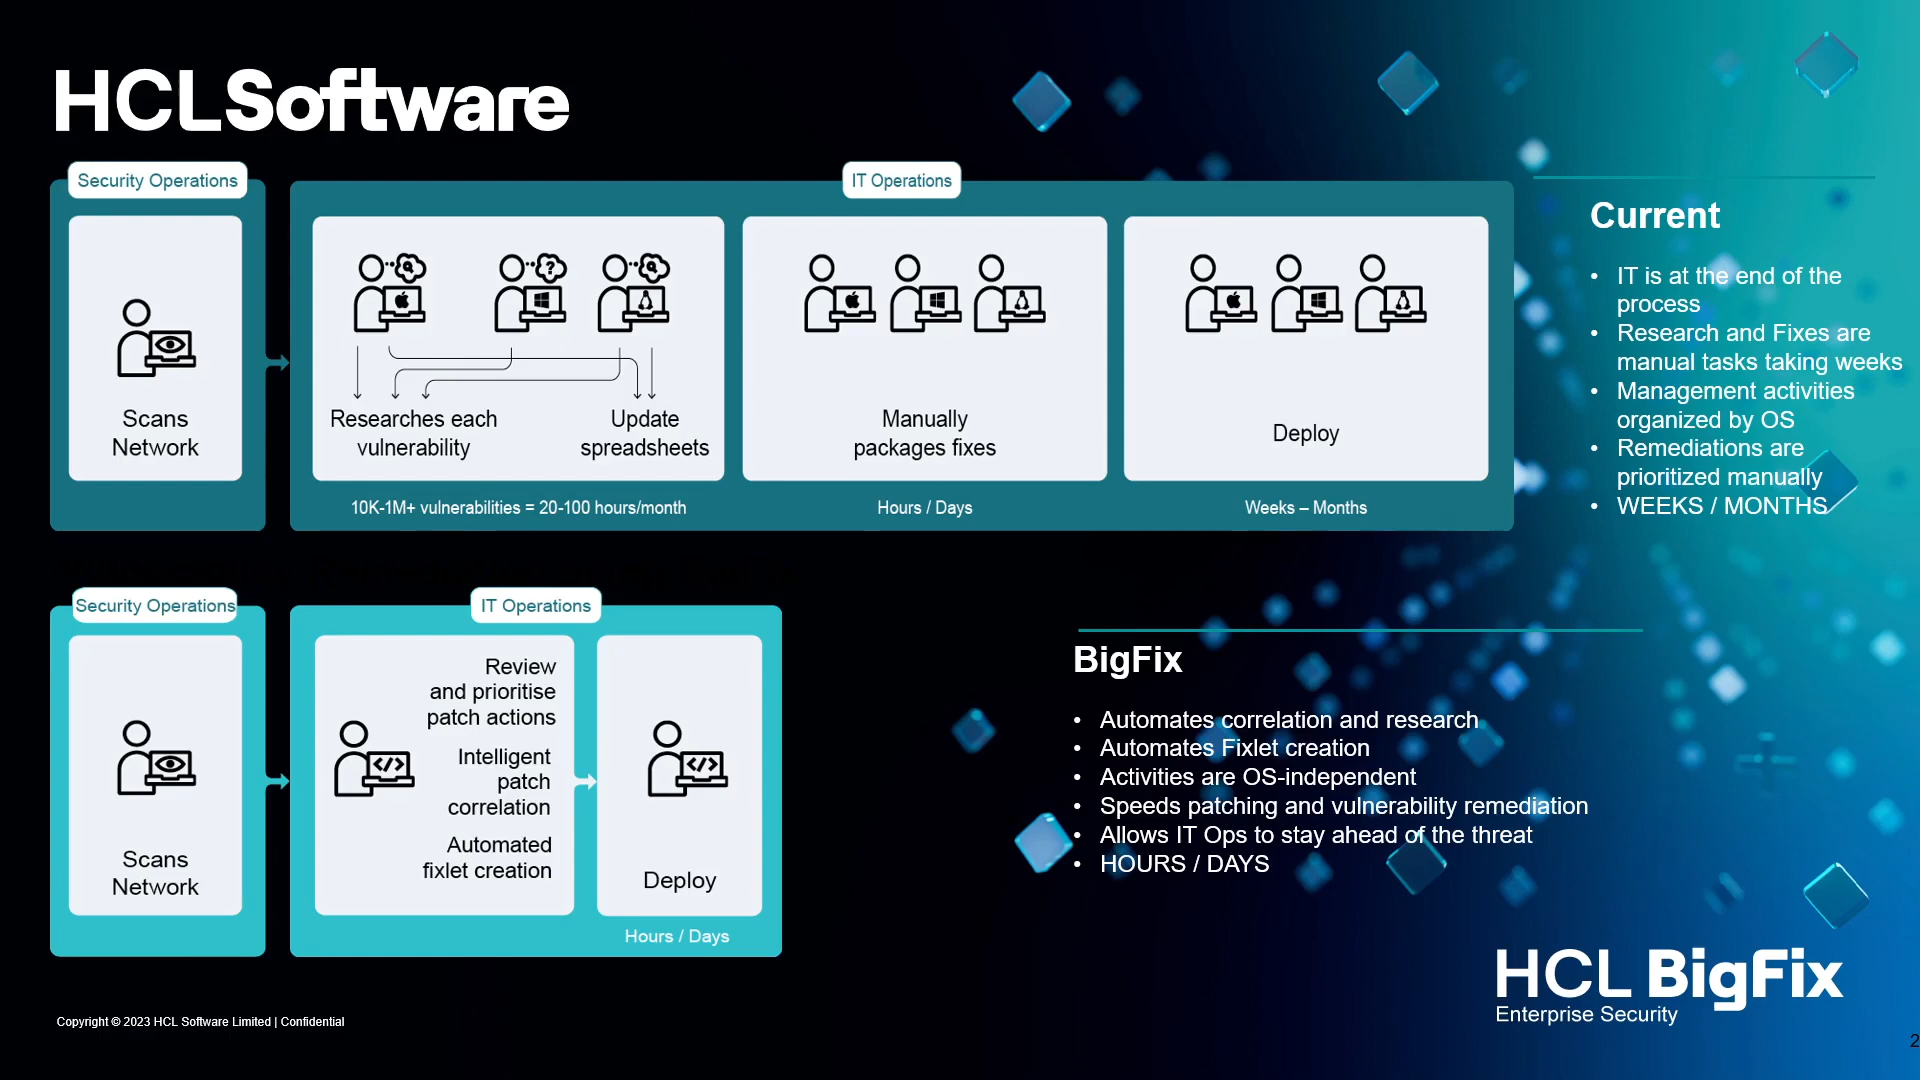 HCLSoftware
Security Operations
IT Operations
Scans
Network
Researches each
vulnerability
Update
spreadsheets
Manually
packages fixes
Deploy
10K-1M+ vulnerabilities = 20-100 hours/month
Hours / Days
Weeks – Months
Current
• IT is at the end of the
process
• Research and Fixes are
manual tasks taking weeks
• Management activities
organized by OS
• Remediations are
prioritized manually
• WEEKS / MONTHS
Security Operations
IT Operations
Scans
Network
Review
and prioritise
patch actions
Intelligent
patch
correlation
Automated
fixlet creation
Deploy
Hours / Days
BigFix
• Automates correlation and research
• Automates Fixlet creation
• Activities are OS-independent
• Speeds patching and vulnerability remediation
• Allows IT Ops to stay ahead of the threat
• HOURS / DAYS
HCL BigFix
Enterprise Security
Copyright © 2023 HCL Software Limited | Confidential
2